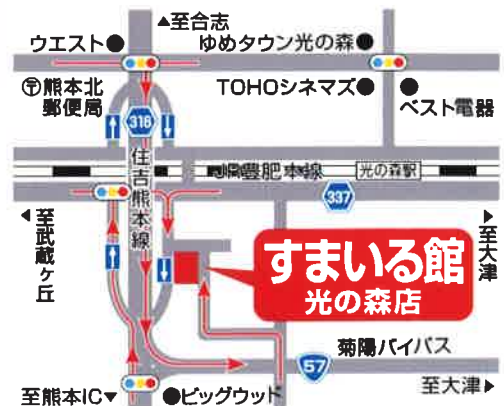 ▲至合志
ウエスト●
ゆめタウン光の森●
〒熊本北
郵便局
TOHOシネマズ●
●
ベスト電器
316
住吉熊本線
JR豊肥本線
光の森駅
337
◀至武蔵ヶ丘
▶至大津
すまいる館
光の森店
菊陽バイパス
57
至熊本IC▼
●ビッグウッド
至大津▶